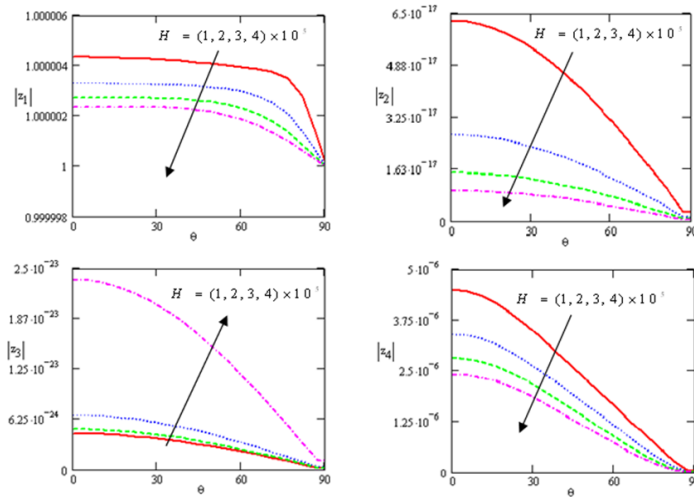 1.000006
H = (1, 2, 3, 4) × 10⁵
1.000004
|z₁|
1.000002
1
0.999998
0 30 60 90
θ
6.5·10⁻¹⁷
H = (1, 2, 3, 4) × 10⁵
4.88·10⁻¹⁷
|z₂|
3.25·10⁻¹⁷
1.63·10⁻¹⁷
0
0 30 60 90
θ
2.5·10⁻²³
H = (1, 2, 3, 4) × 10⁵
1.87·10⁻²³
|z₃|
1.25·10⁻²³
6.25·10⁻²⁴
0
0 30 60 90
θ
5·10⁻⁶
H = (1, 2, 3, 4) × 10⁵
3.75·10⁻⁶
|z₄|
2.5·10⁻⁶
1.25·10⁻⁶
0
0 30 60 90
θ